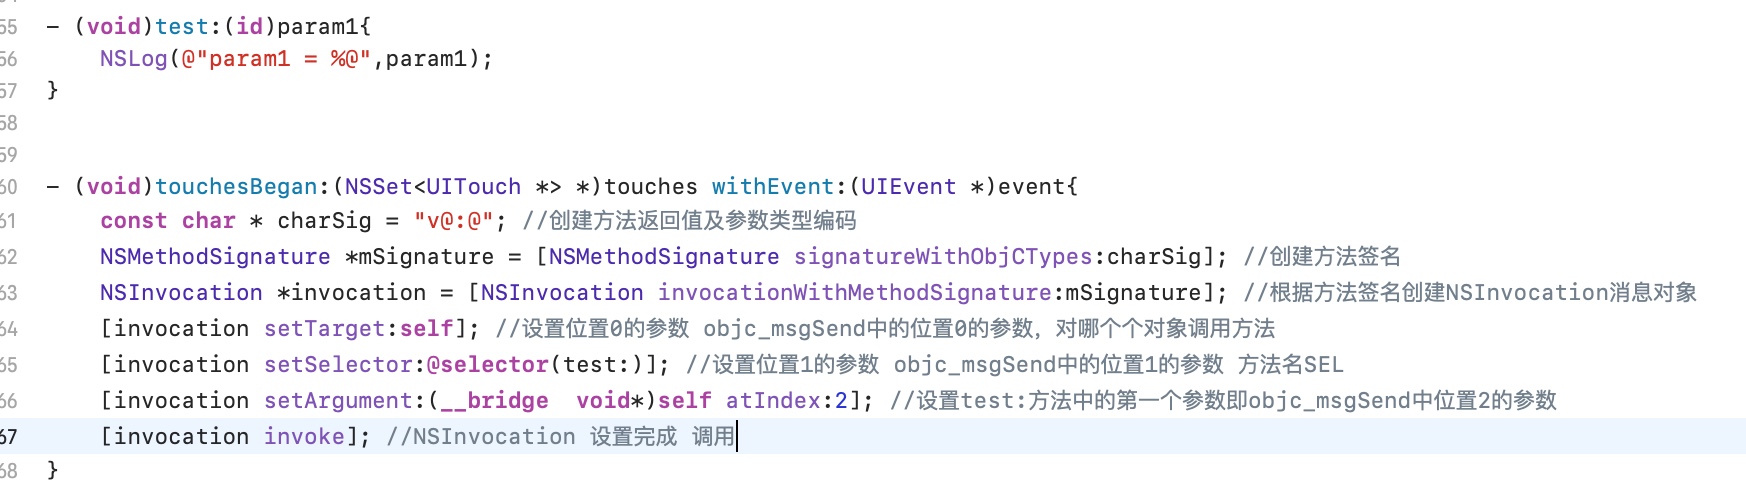 55 - (void)test:(id)param1{
56 NSLog(@"param1 = %@",param1);
57 }
58
59
60 - (void)touchesBegan:(NSSet<UITouch *> *)touches withEvent:(UIEvent *)event{
61 const char * charSig = "v@:@"; //创建方法返回值及参数类型编码
62 NSMethodSignature *mSignature = [NSMethodSignature signatureWithObjCTypes:charSig]; //创建方法签名
63 NSInvocation *invocation = [NSInvocation invocationWithMethodSignature:mSignature]; //根据方法签名创建NSInvocation消息对象
64 [invocation setTarget:self]; //设置位置0的参数 objc_msgSend中的位置0的参数，对哪个个对象调用方法
65 [invocation setSelector:@selector(test:)]; //设置位置1的参数 objc_msgSend中的位置1的参数 方法名SEL
66 [invocation setArgument:(__bridge  void*)self atIndex:2]; //设置test:方法中的第一个参数即objc_msgSend中位置2的参数
67 [invocation invoke]; //NSInvocation 设置完成 调用
68 }